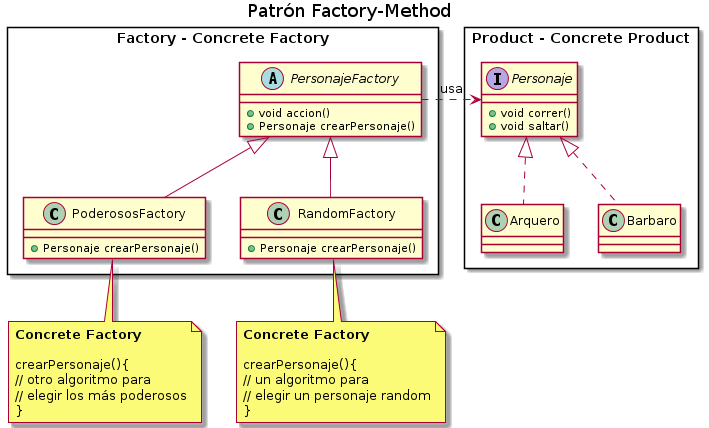 Patrón Factory-Method
Factory - Concrete Factory
Product - Concrete Product
A PersonajeFactory
void accion()
Personaje crearPersonaje()
usa
I Personaje
void correr()
void saltar()
C PoderososFactory
Personaje crearPersonaje()
C RandomFactory
Personaje crearPersonaje()
C Arquero
C Barbaro
Concrete Factory
crearPersonaje(){
// otro algoritmo para
// elegir los más poderosos
}
Concrete Factory
crearPersonaje(){
// un algoritmo para
// elegir un personaje random
}